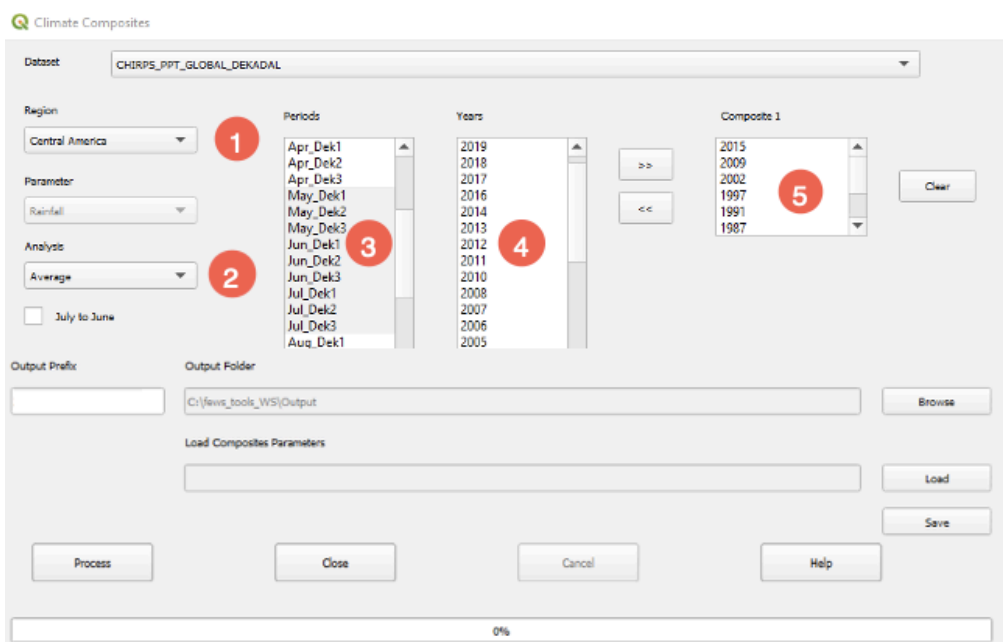 Climate Composites
Dataset
CHIRPS_PPT_GLOBAL_DEKADAL
Region
Central America
1
Parameter
Rainfall
Analysis
Average
2
July to June
Periods
Apr_Dek1
Apr_Dek2
Apr_Dek3
May_Dek1
May_Dek2
May_Dek3
Jun_Dek1
Jun_Dek2
Jun_Dek3
Jul_Dek1
Jul_Dek2
Jul_Dek3
Aug_Dek1
3
Years
2019
2018
2017
2016
2014
2013
2012
2011
2010
2008
2007
2006
2005
4
>>
<<
Composite 1
2015
2009
2002
1997
1991
1987
5
Clear
Output Prefix
Output Folder
C:\fews_tools_WS\Output
Browse
Load Composites Parameters
Load
Save
Process
Close
Cancel
Help
0%